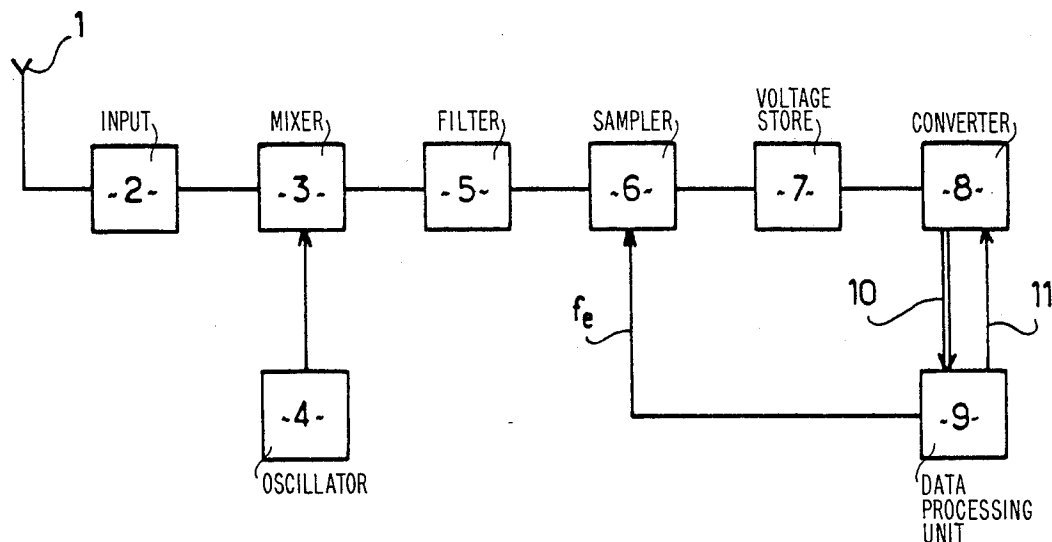 1
INPUT
MIXER
FILTER
SAMPLER
VOLTAGE
STORE
CONVERTER
-2-
-3-
-5-
-6-
-7-
-8-
fe
10
11
-4-
-9-
OSCILLATOR
DATA
PROCESSING
UNIT